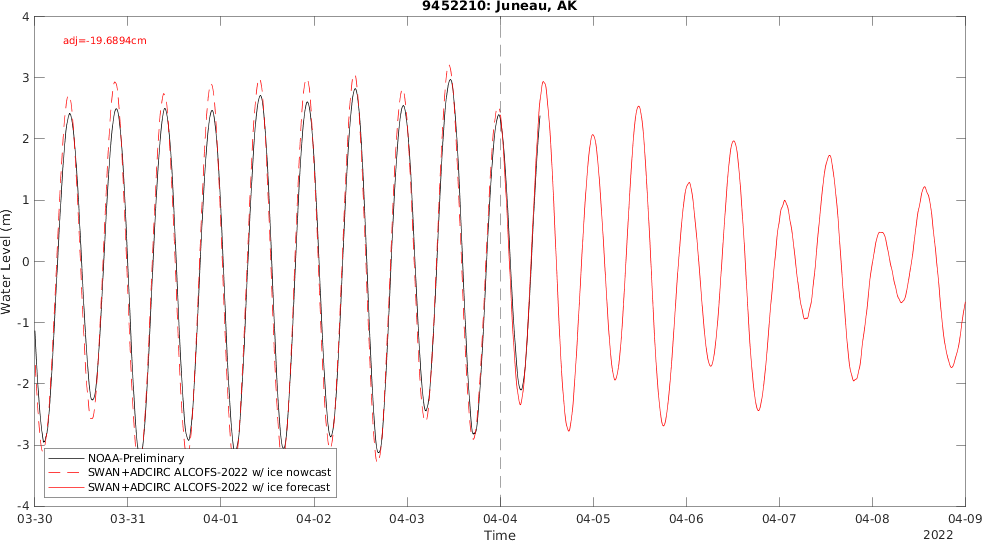 9452210: Juneau, AK
adj=-19.6894cm
4
3
2
1
0
-1
-2
-3
-4
Water Level (m)
NOAA-Preliminary
SWAN+ADCIRC ALCOFS-2022 w/ ice nowcast
SWAN+ADCIRC ALCOFS-2022 w/ ice forecast
03-30 03-31 04-01 04-02 04-03 04-04 04-05 04-06 04-07 04-08 04-09
Time
2022